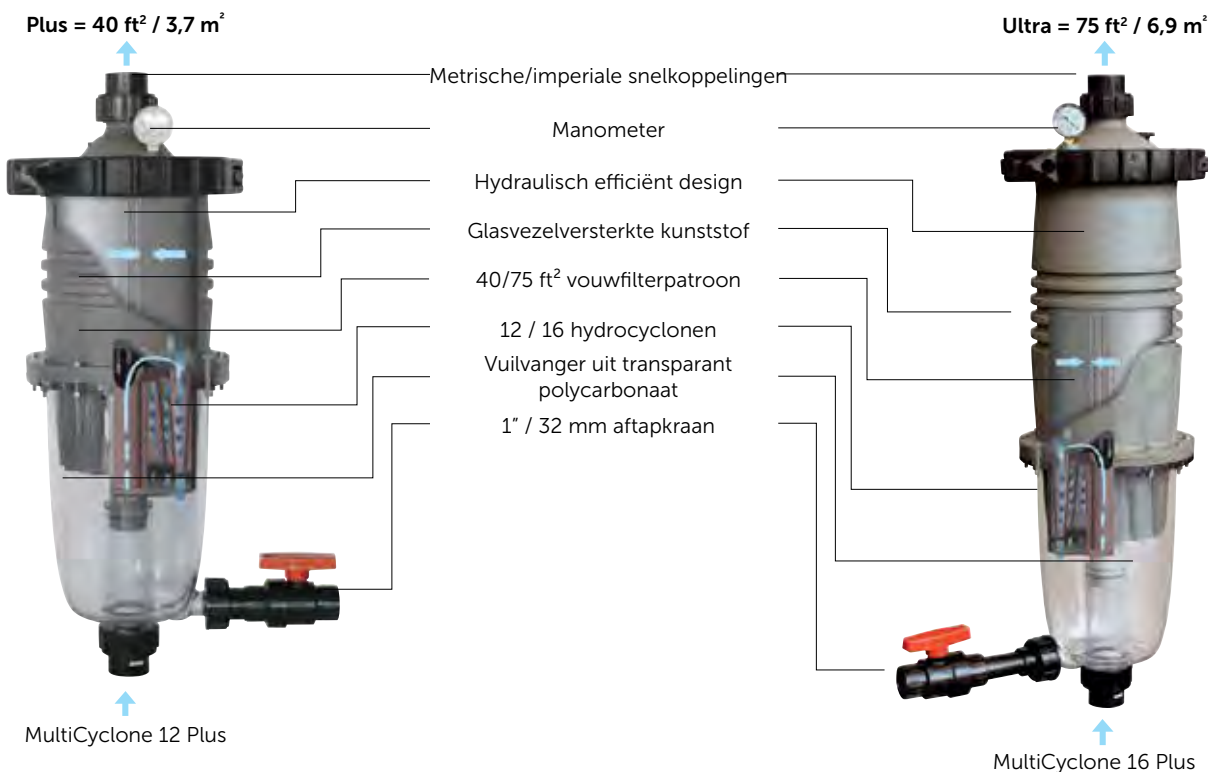 Plus = 40 ft² / 3,7 m²
Ultra = 75 ft² / 6,9 m²
Metrische/imperiale snelkoppelingen
Manometer
Hydraulisch efficiënt design
Glasvezelversterkte kunststof
40/75 ft² vouwfilterpatroon
12 / 16 hydrocyclonen
Vuilvanger uit transparant
polycarbonaat
1” / 32 mm aftapkraan
MultiCyclone 12 Plus
MultiCyclone 16 Plus